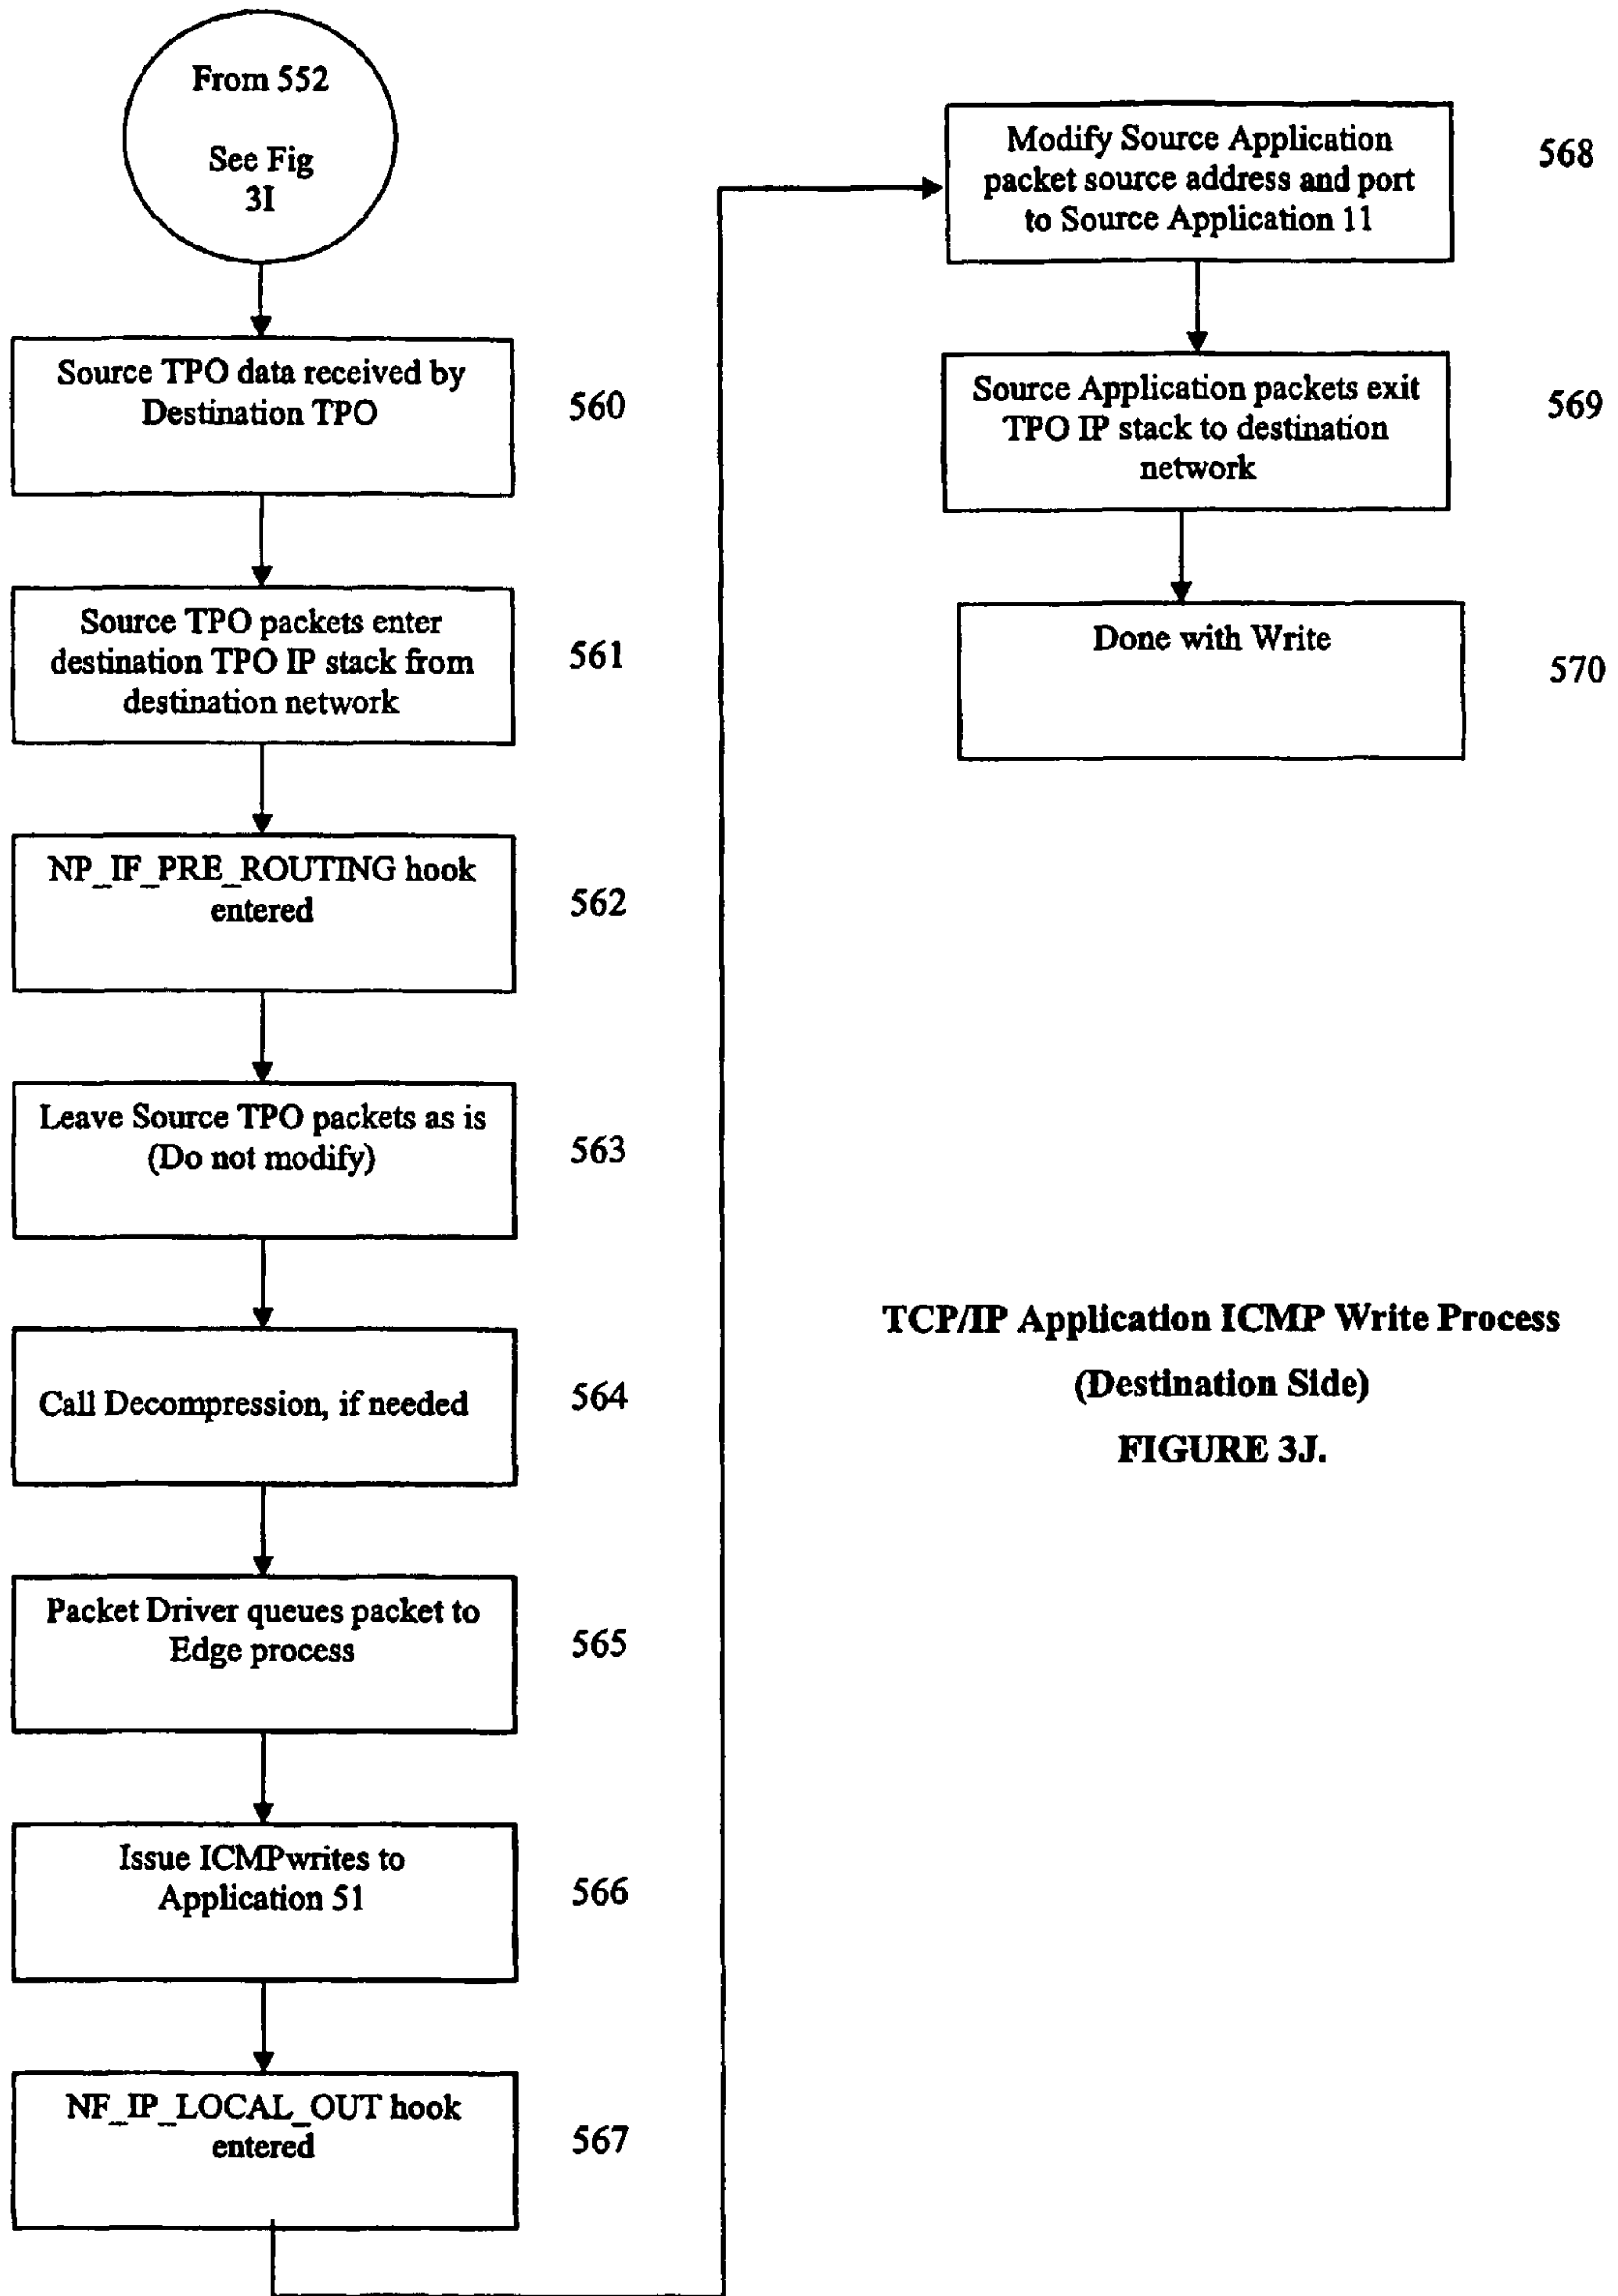 From 552
See Fig
3I
Source TPO data received by
Destination TPO
560
Source TPO packets enter
destination TPO IP stack from
destination network
561
NP_IF_PRE_ROUTING hook
entered
562
Leave Source TPO packets as is
(Do not modify)
563
Call Decompression, if needed
564
Packet Driver queues packet to
Edge process
565
Issue ICMPwrites to
Application 51
566
NF_IP_LOCAL_OUT hook
entered
567
Modify Source Application
packet source address and port
to Source Application 11
568
Source Application packets exit
TPO IP stack to destination
network
569
Done with Write
570
TCP/IP Application ICMP Write Process
(Destination Side)
FIGURE 3J.